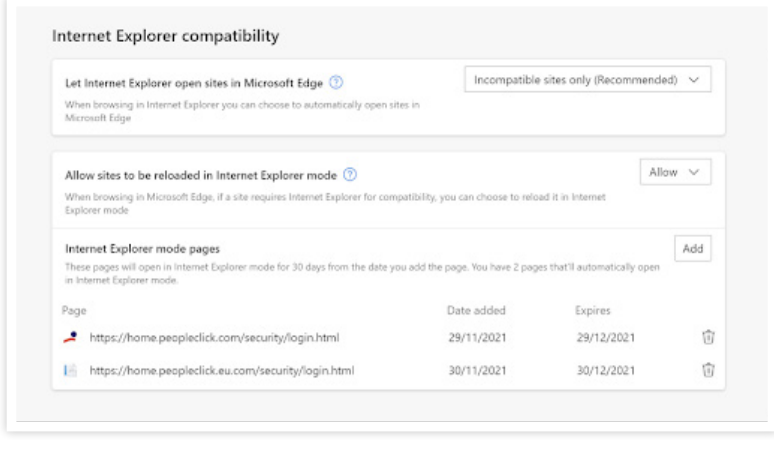 Internet Explorer compatibility
Let Internet Explorer open sites in Microsoft Edge
Incompatible sites only (Recommended)
When browsing in Internet Explorer you can choose to automatically open sites in
Microsoft Edge
Allow sites to be reloaded in Internet Explorer mode
Allow
When browsing in Microsoft Edge, if a site requires Internet Explorer for compatibility, you can choose to reload it in Internet
Explorer mode
Internet Explorer mode pages
Add
These pages will open in Internet Explorer mode for 30 days from the date you add the page. You have 2 pages that'll automatically open
in Internet Explorer mode.
Page Date added Expires
https://home.peopleclick.com/security/login.html 29/11/2021 29/12/2021
https://home.peopleclick.eu.com/security/login.html 30/11/2021 30/12/2021